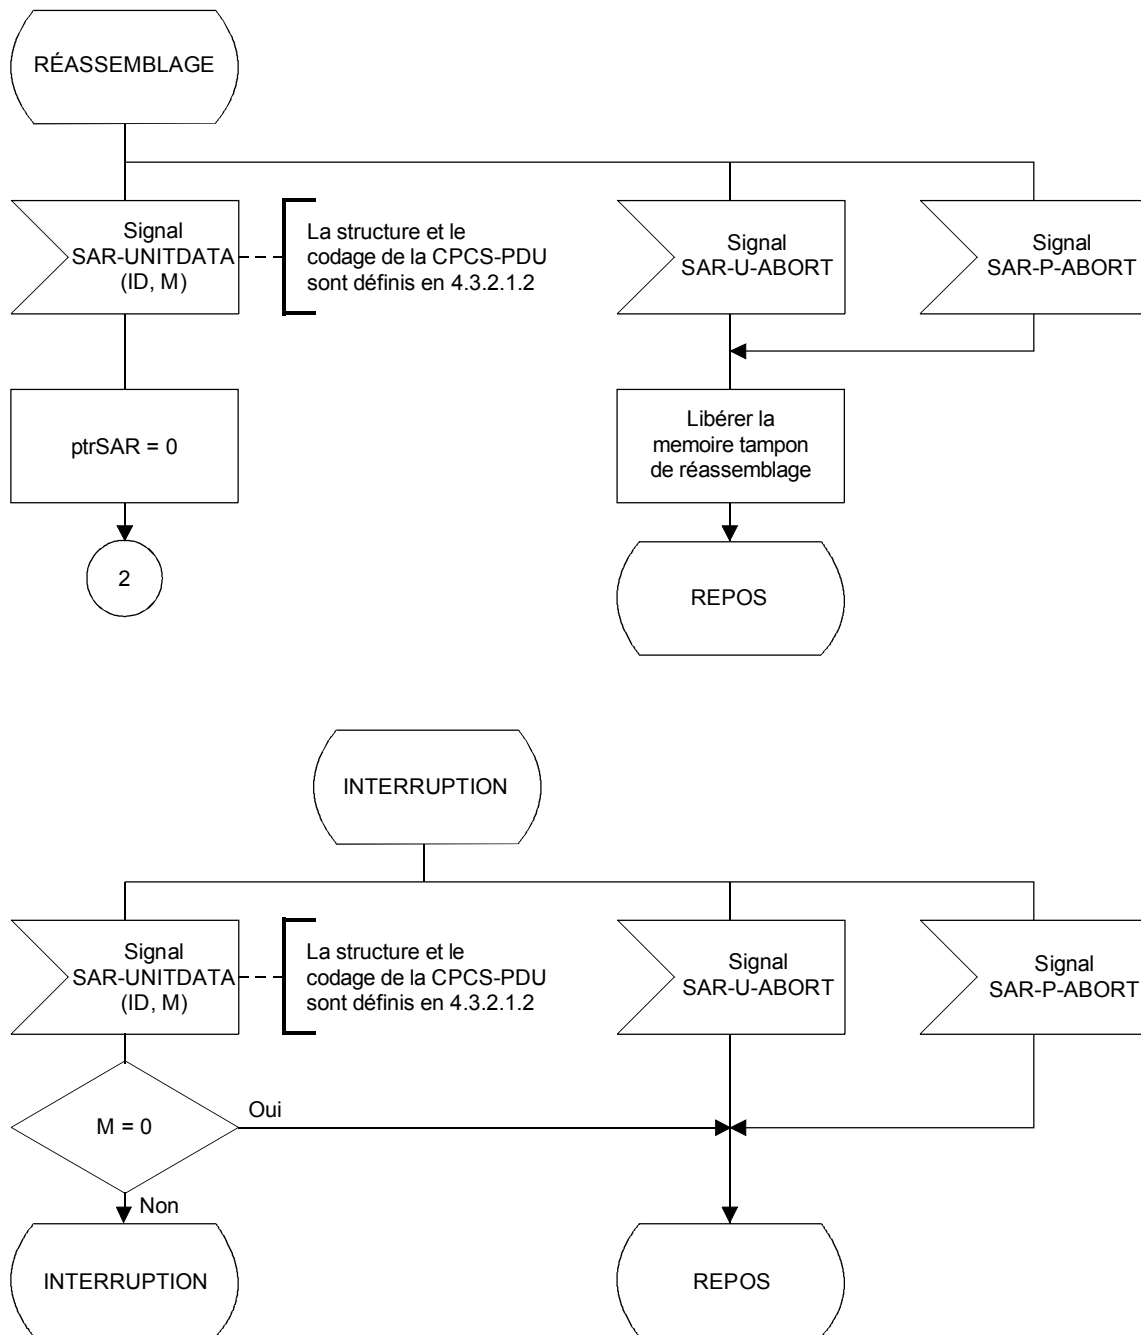 RÉASSEMBLAGE
Signal
SAR-UNITDATA
(ID, M)
La structure et le
codage de la CPCS-PDU
sont définis en 4.3.2.1.2
Signal
SAR-U-ABORT
Signal
SAR-P-ABORT
ptrSAR = 0
Libérer la
memoire tampon
de réassemblage
2
REPOS
INTERRUPTION
Signal
SAR-UNITDATA
(ID, M)
La structure et le
codage de la CPCS-PDU
sont définis en 4.3.2.1.2
Signal
SAR-U-ABORT
Signal
SAR-P-ABORT
M = 0
Oui
Non
INTERRUPTION
REPOS